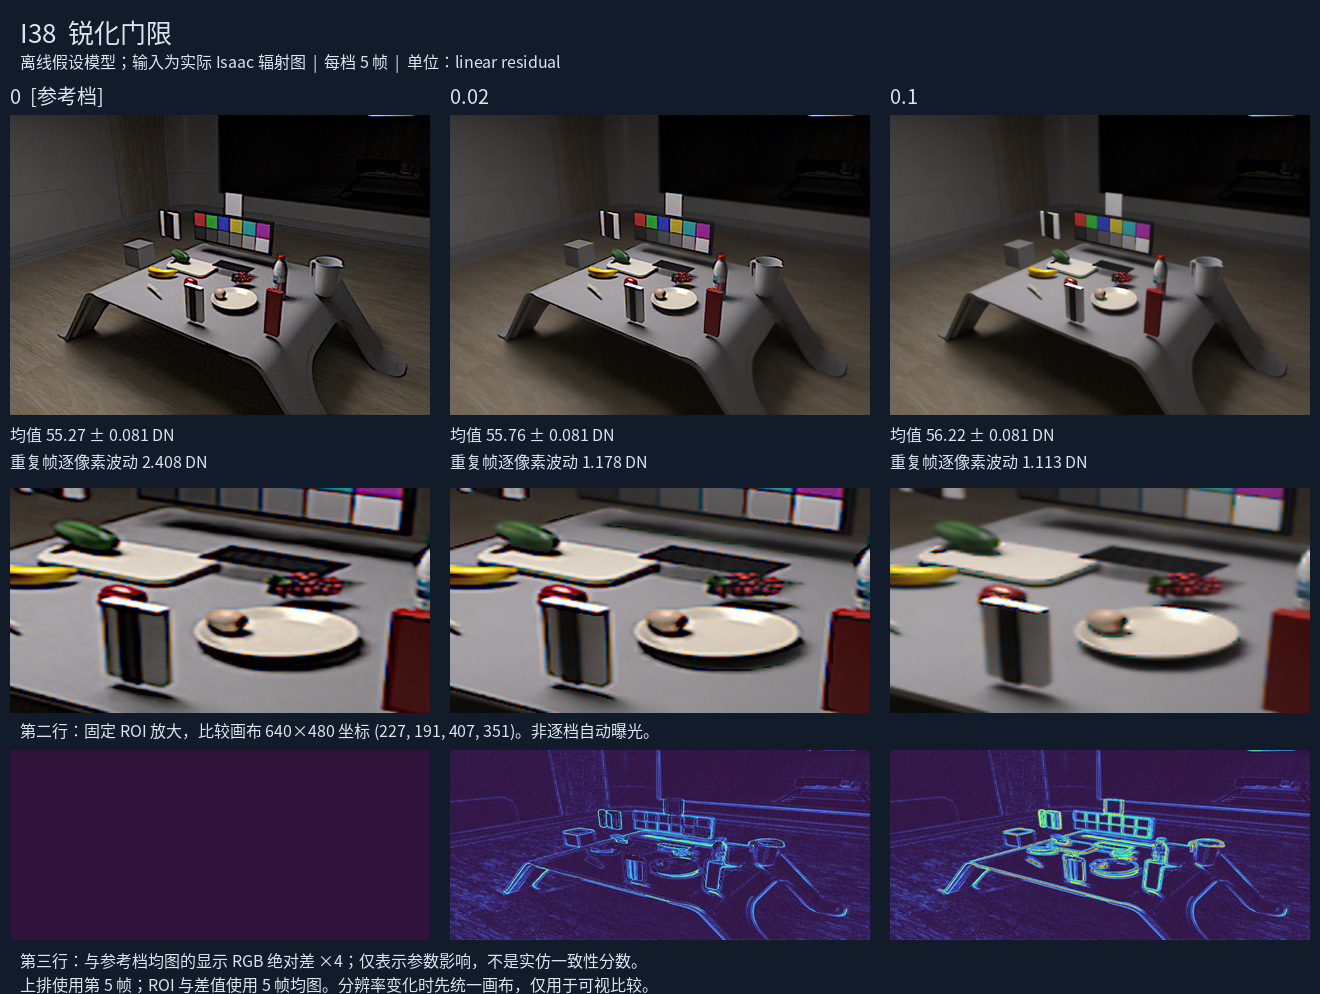 I38 锐化门限
离线假设模型；输入为实际 Isaac 辐射图 | 每档 5 帧 | 单位：linear residual
0 [参考档]
0.02
0.1
均值 55.27 ± 0.081 DN
重复帧逐像素波动 2.408 DN
均值 55.76 ± 0.081 DN
重复帧逐像素波动 1.178 DN
均值 56.22 ± 0.081 DN
重复帧逐像素波动 1.113 DN
第二行：固定 ROI 放大，比较画布 640×480 坐标 (227, 191, 407, 351)。非逐档自动曝光。
第三行：与参考档均图的显示 RGB 绝对差 ×4；仅表示参数影响，不是实仿一致性分数。
上排使用第 5 帧；ROI 与差值使用 5 帧均图。分辨率变化时先统一画布，仅用于可视比较。